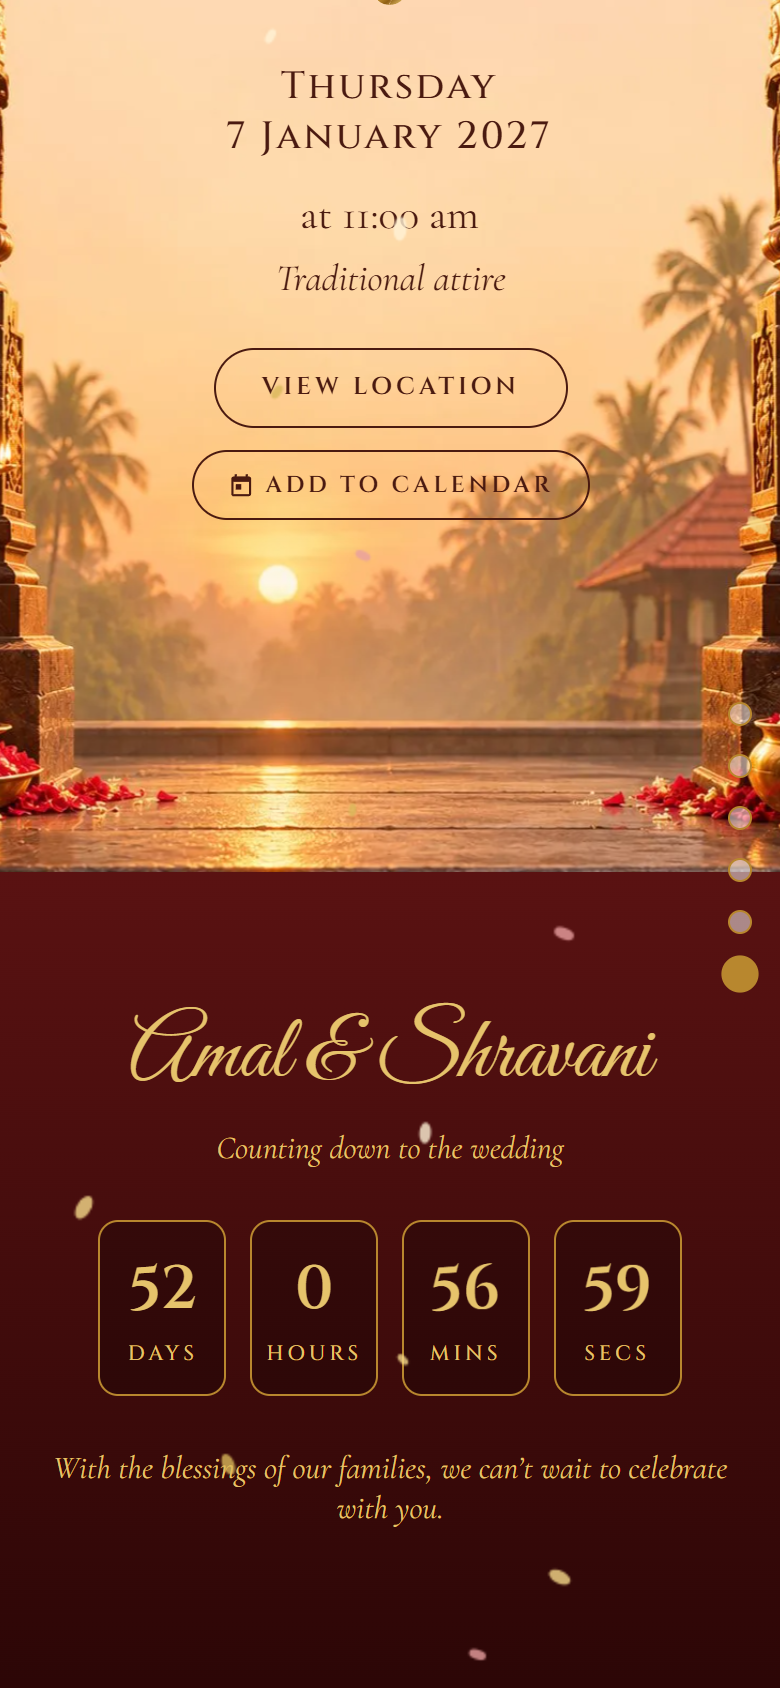 Thursday
7 January 2027
at 11:00 am
Traditional attire
VIEW LOCATION
ADD TO CALENDAR
Amal & Shravani
Counting down to the wedding
52 0 56 59
DAYS HOURS MINS SECS
With the blessings of our families, we can’t wait to celebrate
with you.